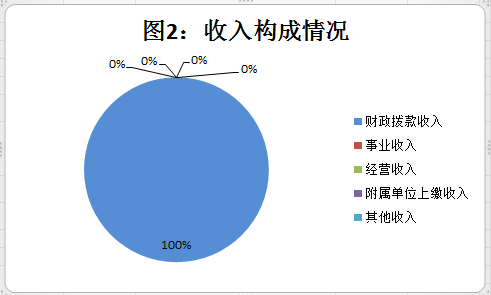 图2：收入构成情况
0%
0%
0%
0%
100%
财政拨款收入
事业收入
经营收入
附属单位上缴收入
其他收入